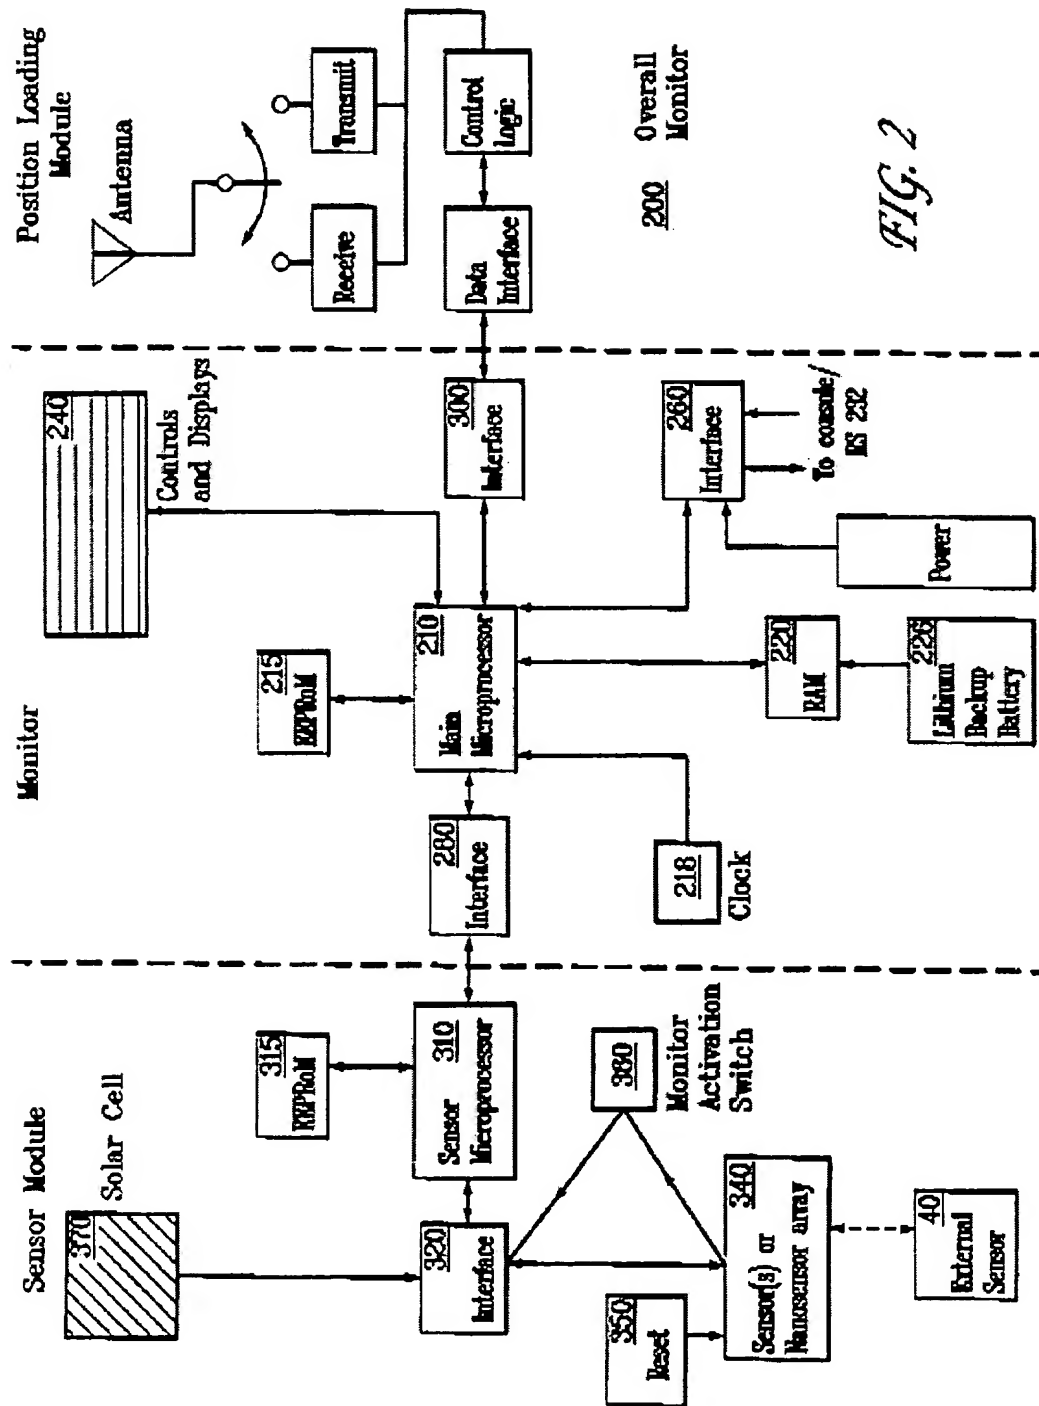 Sensor Module
370
Solar Cell
320
Interface
310
Sensor
Microprocessor
315
EEPRoM
380
Monitor
Activation
Switch
350
Reset
340
Sensor(s) or
Nanosensor array
40
External
Sensor
Monitor
240
Controls
and Displays
215
EEPRoM
280
Interface
210
Main
Microprocessor
300
Interface
218
Clock
220
RAM
226
Lithium
Backup
Battery
260
Interface
To console/
RS 232
Power
Position Loading
Module
Antenna
Receive
Transmit
Data
Interface
Control
Logic
200 Overall
Monitor
FIG. 2